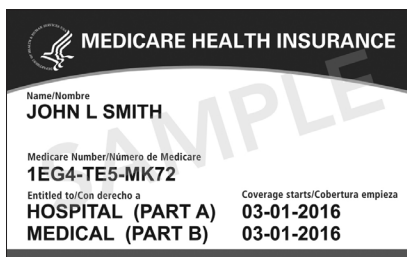 MEDICARE HEALTH INSURANCE
Name/Nombre
JOHN L SMITH
Medicare Number/Número de Medicare
1EG4-TE5-MK72
Entitled to/Con derecho a Coverage starts/Cobertura empieza
HOSPITAL (PART A) 03-01-2016
MEDICAL (PART B) 03-01-2016
SAMPLE